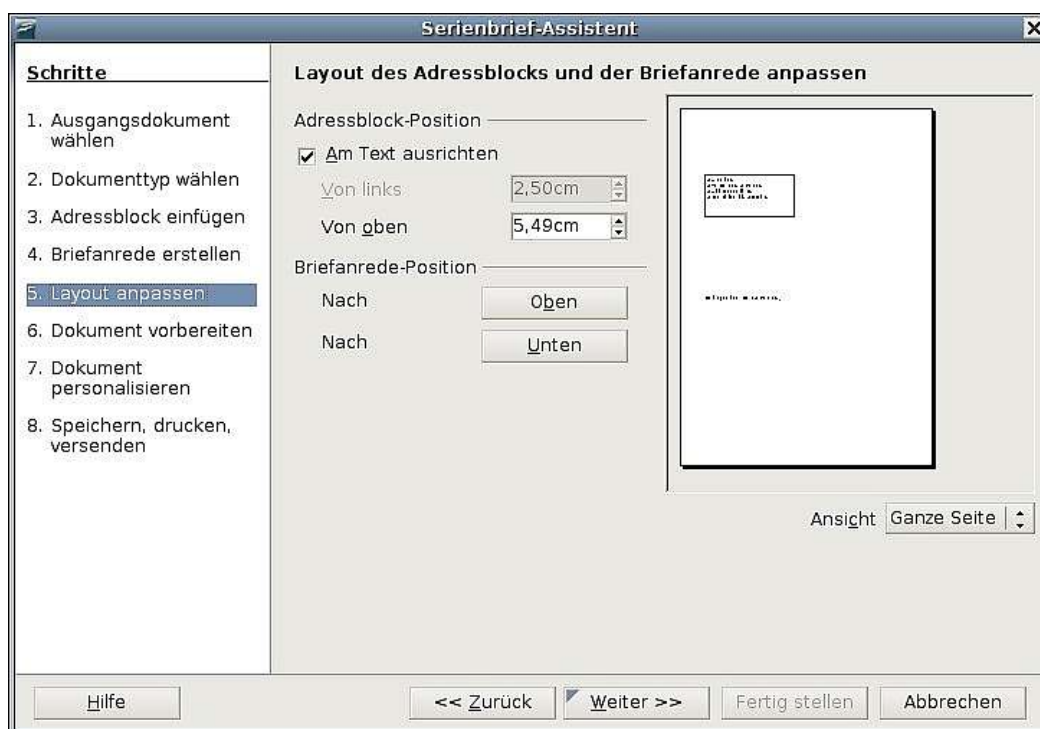 Serienbrief-Assistent
Schritte
1. Ausgangsdokument
wählen
2. Dokumenttyp wählen
3. Adressblock einfügen
4. Briefanrede erstellen
5. Layout anpassen
6. Dokument vorbereiten
7. Dokument
personalisieren
8. Speichern, drucken,
versenden
Layout des Adressblocks und der Briefanrede anpassen
Adressblock-Position
Am Text ausrichten
Von links 2,50cm
Von oben 5,49cm
Briefanrede-Position
Nach Oben
Nach Unten
Ansicht Ganze Seite
Hilfe << Zurück Weiter >> Fertig stellen Abbrechen